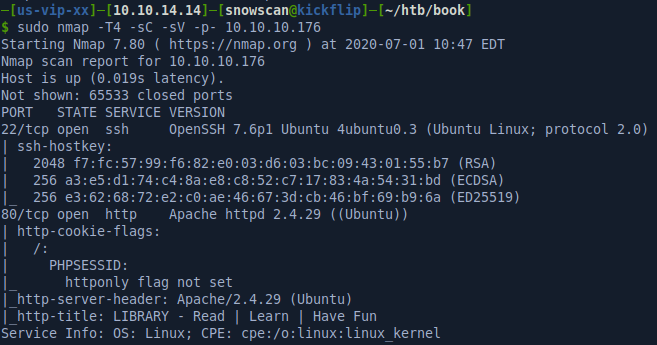 ─[us-vip-xx]─[10.10.14.14]─[snowscan@kickflip]─[~/htb/book]
$ sudo nmap -T4 -sC -sV -p- 10.10.10.176
Starting Nmap 7.80 ( https://nmap.org ) at 2020-07-01 10:47 EDT
Nmap scan report for 10.10.10.176
Host is up (0.019s latency).
Not shown: 65533 closed ports
PORT   STATE SERVICE VERSION
22/tcp open  ssh     OpenSSH 7.6p1 Ubuntu 4ubuntu0.3 (Ubuntu Linux; protocol 2.0)
| ssh-hostkey:
|   2048 f7:fc:57:99:f6:82:e0:03:d6:03:bc:09:43:01:55:b7 (RSA)
|   256 a3:e5:d1:74:c4:8a:e8:c8:52:c7:17:83:4a:54:31:bd (ECDSA)
|_  256 e3:62:68:72:e2:c0:ae:46:67:3d:cb:46:bf:69:b9:6a (ED25519)
80/tcp open  http    Apache httpd 2.4.29 ((Ubuntu))
| http-cookie-flags:
|   /:
|     PHPSESSID:
|_      httponly flag not set
|_http-server-header: Apache/2.4.29 (Ubuntu)
|_http-title: LIBRARY - Read | Learn | Have Fun
Service Info: OS: Linux; CPE: cpe:/o:linux:linux_kernel